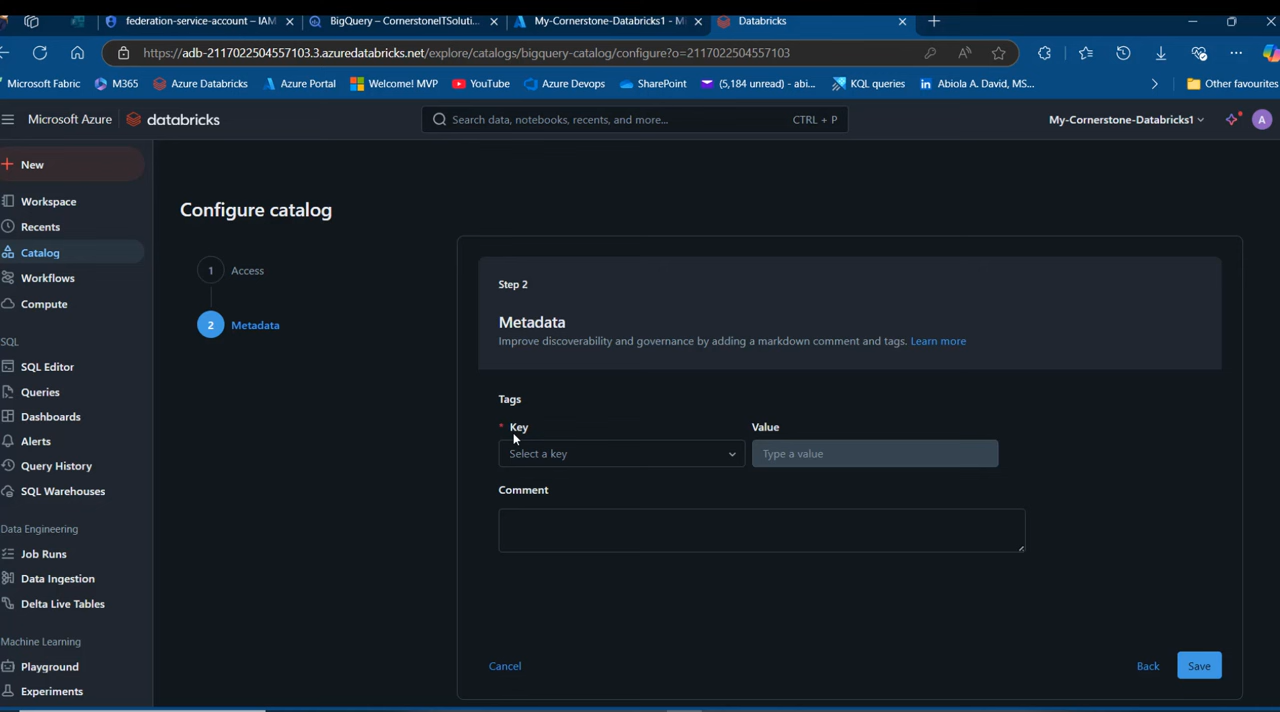 federation-service-account – IAM
BigQuery – CornerstoneITSoluti...
My-Cornerstone-Databricks1 - M
Databricks
https://adb-2117022504557103.3.azuredatabricks.net/explore/catalogs/bigquery-catalog/configure?o=2117022504557103
Microsoft Fabric
M365
Azure Databricks
Azure Portal
Welcome! MVP
YouTube
Azure Devops
SharePoint
(5,184 unread) - abi...
KQL queries
Abiola A. David, MS...
Other favourites
Microsoft Azure
databricks
Search data, notebooks, recents, and more...
CTRL + P
My-Cornerstone-Databricks1
A
New
Workspace
Recents
Catalog
Workflows
Compute
SQL
SQL Editor
Queries
Dashboards
Alerts
Query History
SQL Warehouses
Data Engineering
Job Runs
Data Ingestion
Delta Live Tables
Machine Learning
Playground
Experiments
Configure catalog
1 Access
2 Metadata
Step 2
Metadata
Improve discoverability and governance by adding a markdown comment and tags. Learn more
Tags
* Key
Value
Select a key
Type a value
Comment
Cancel
Back
Save